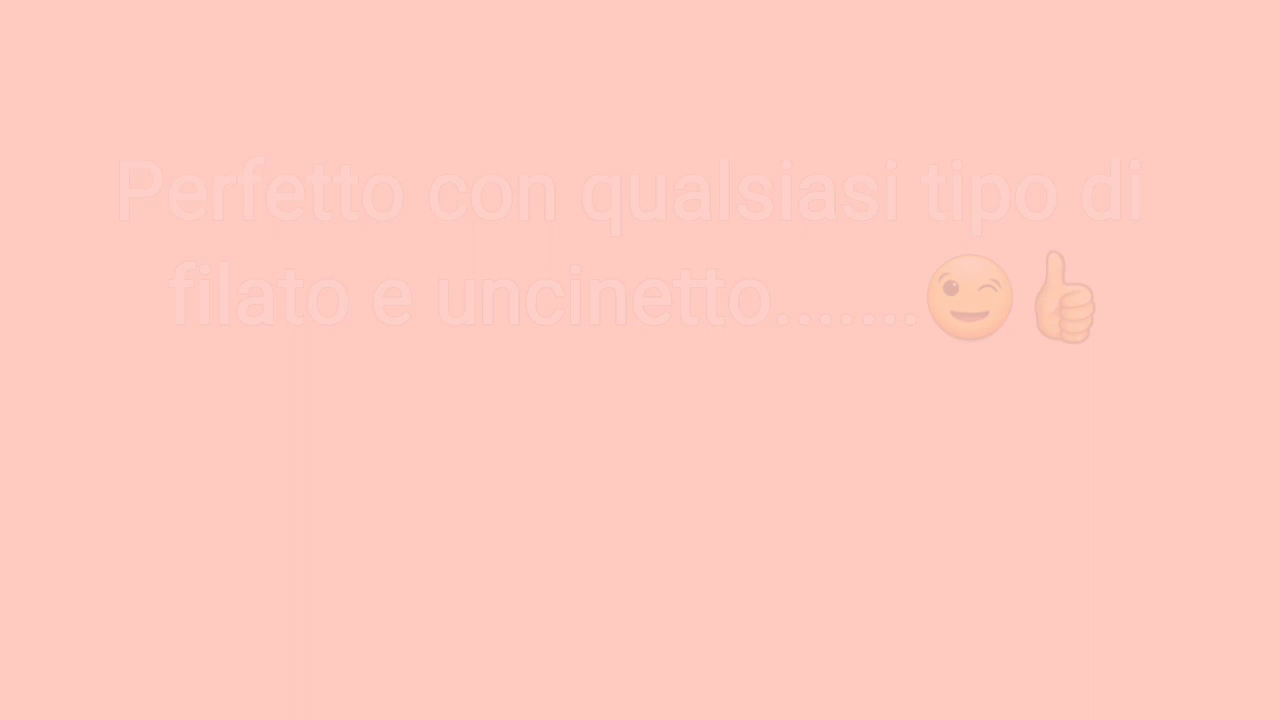 Perfetto con qualsiasi tipo di
filato e uncinetto.......😉👍